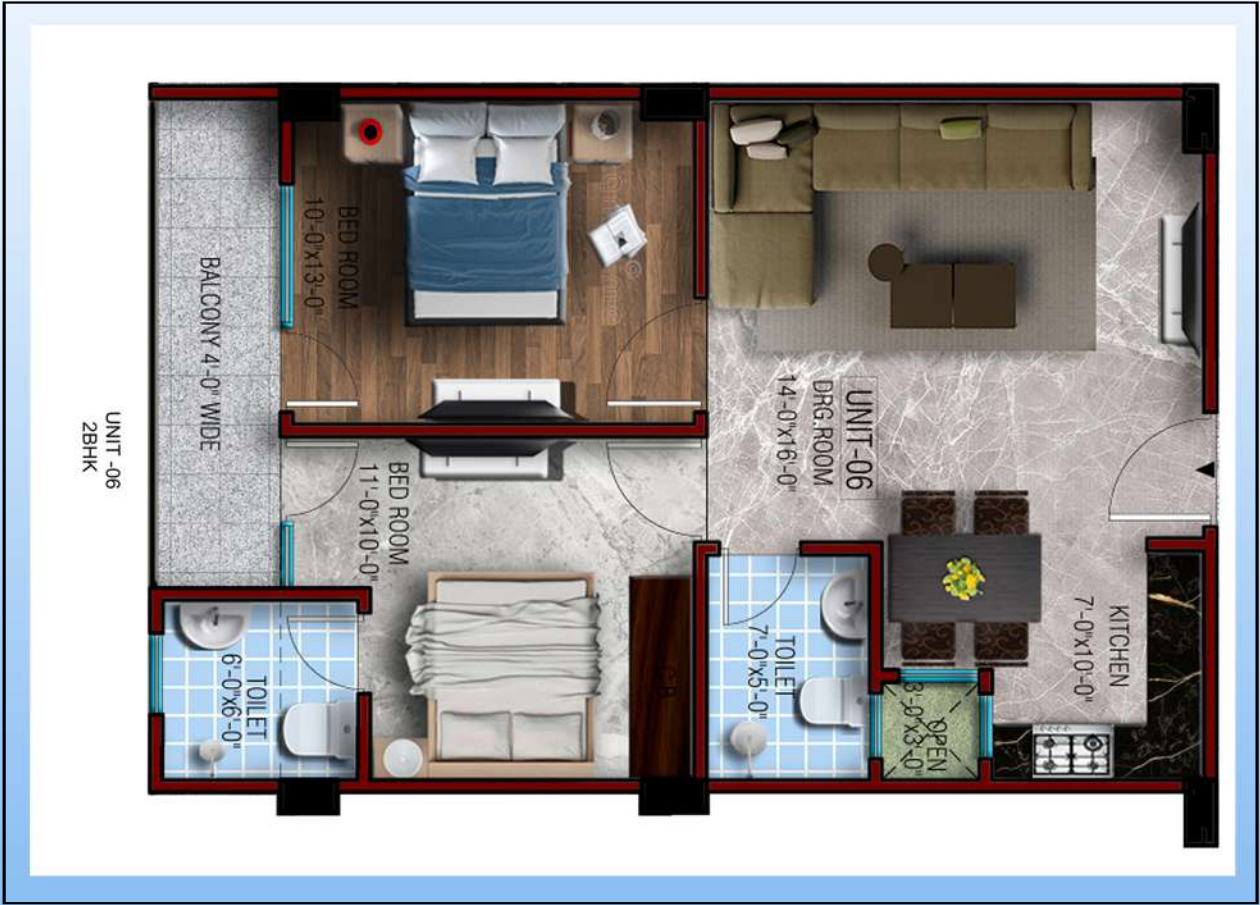 UNIT -06
2BHK
BALCONY 4'-0" WIDE
BED ROOM
10'-0"x13'-0"
BED ROOM
11'-0"x10'-0"
TOILET
6'-0"x6'-0"
UNIT-06
DRG.ROOM
14'-0"x16'-0"
TOILET
7'-0"x5'-0"
OPEN
3'-0"x3'-0"
KITCHEN
7'-0"x10'-0"